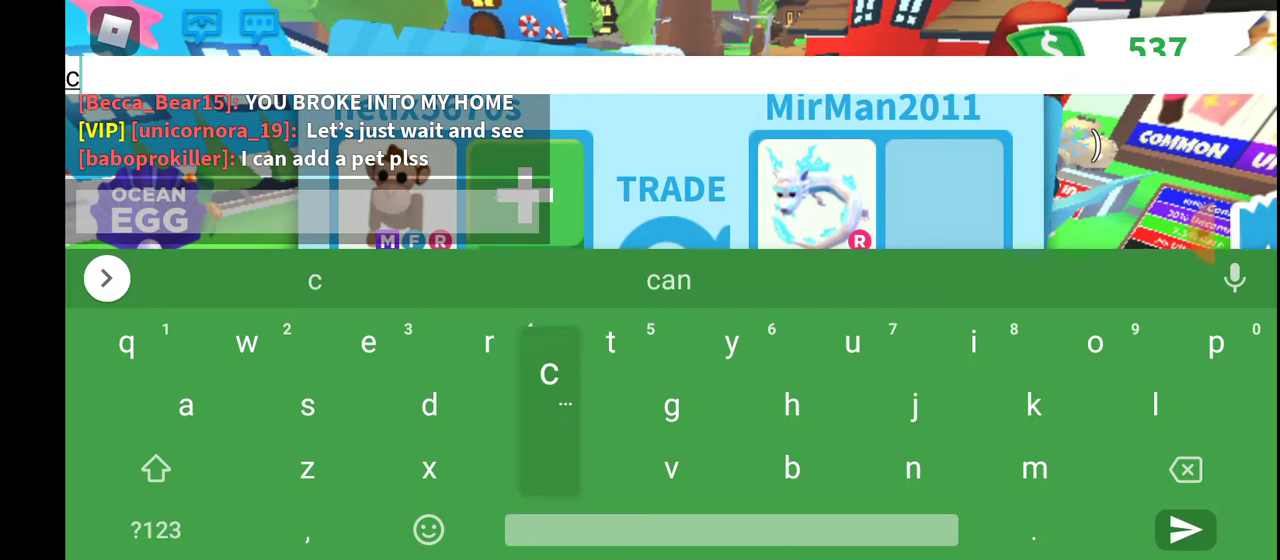 537
c
[Becca_Bear15]: YOU BROKE INTO MY HOME
MirMan2011
[VIP] [unicornora_19]: Let's just wait and see
[baboprokiller]: I can add a pet plss
COMMON
TRADE
OCEAN
EGG
M F R
R
c can
q 1 w 2 e 3 r 4 t 5 y 6 u 7 i 8 o 9 p 0
c
...
a s d g h j k l
z x v b n m
?123 , .